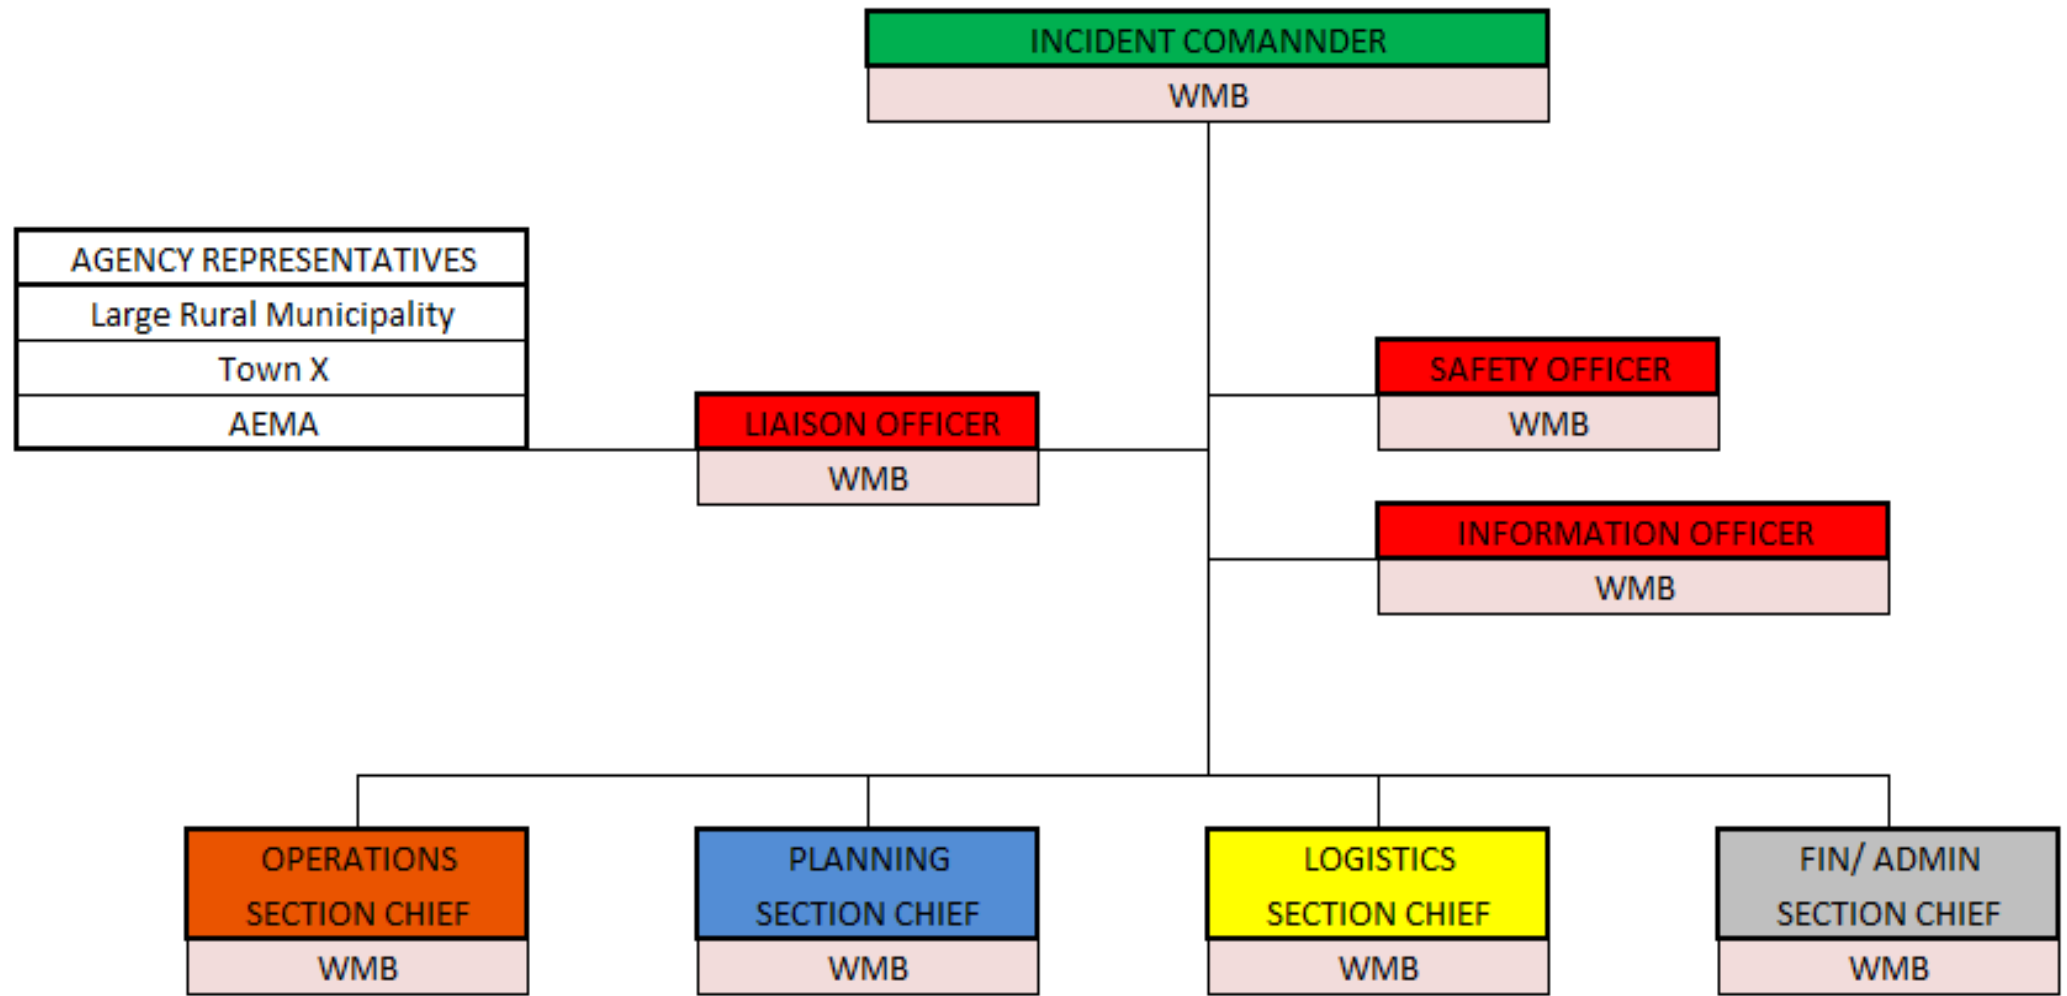 INCIDENT COMANNDER
WMB
AGENCY REPRESENTATIVES
Large Rural Municipality
Town X
AEMA
LIAISON OFFICER
WMB
SAFETY OFFICER
WMB
INFORMATION OFFICER
WMB
OPERATIONS
SECTION CHIEF
WMB
PLANNING
SECTION CHIEF
WMB
LOGISTICS
SECTION CHIEF
WMB
FIN/ ADMIN
SECTION CHIEF
WMB